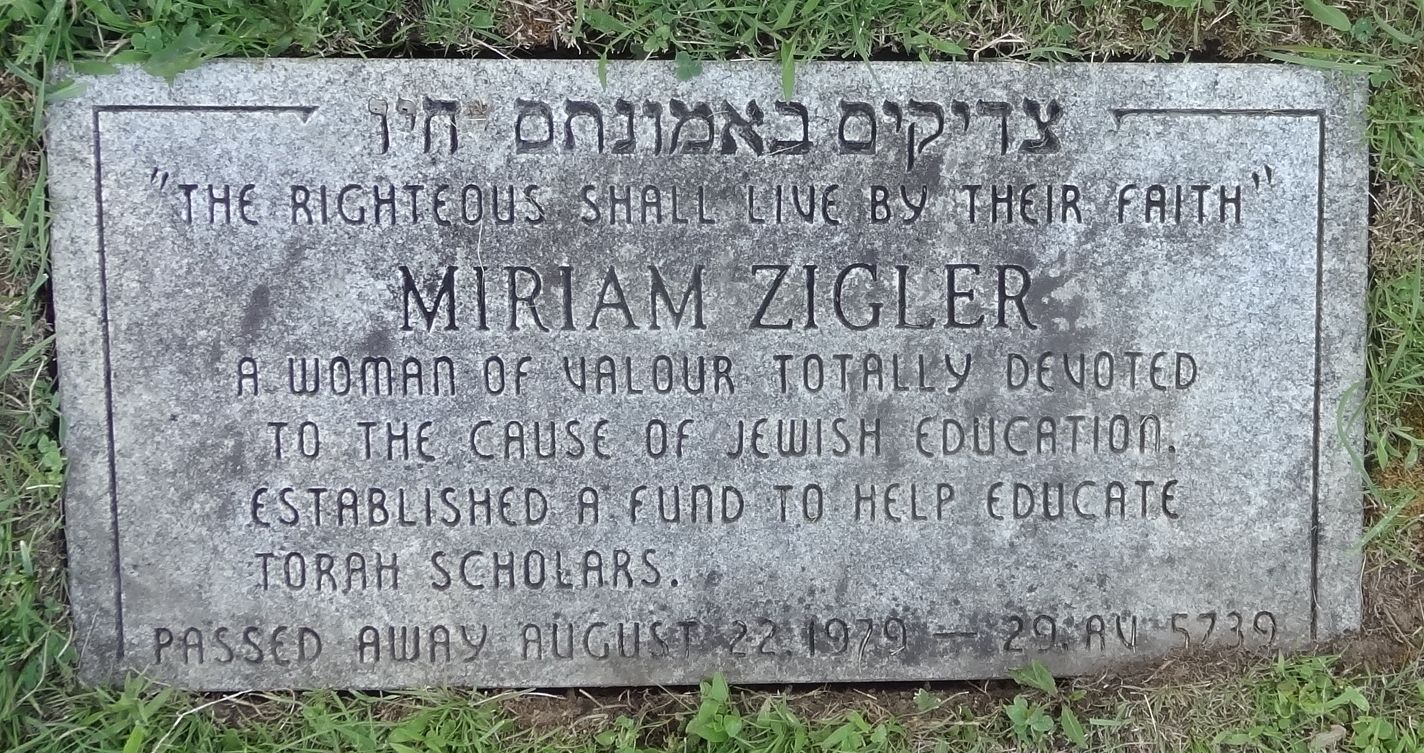 צדיקים באמונתם חיו
"THE RIGHTEOUS SHALL LIVE BY THEIR FAITH"
MIRIAM ZIGLER
A WOMAN OF VALOUR TOTALLY DEVOTED
TO THE CAUSE OF JEWISH EDUCATION.
ESTABLISHED A FUND TO HELP EDUCATE
TORAH SCHOLARS.
PASSED AWAY AUGUST 22.1979 — 29.AV 5739